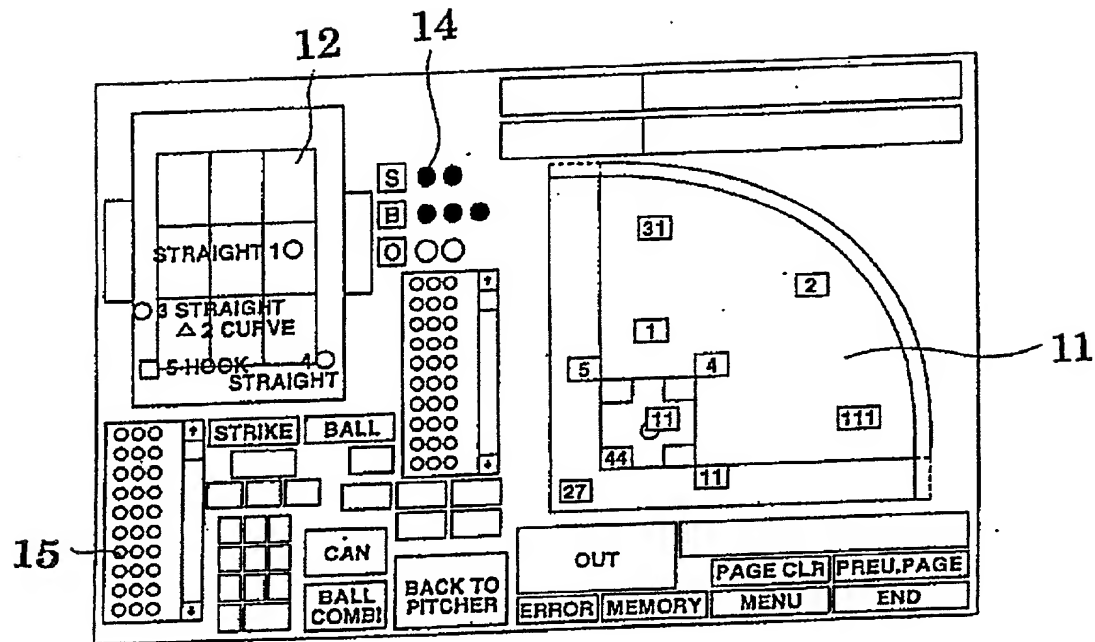 12
14
S
B
O
STRAIGHT 1
3 STRAIGHT
2 CURVE
5 HOOK 4
STRAIGHT
31
2
1
5
4
11
111
11
44
11
27
STRIKE
BALL
15
CAN
BALL
COMBI
BACK TO
PITCHER
OUT
ERROR
MEMORY
PAGE CLR
PREU.PAGE
MENU
END